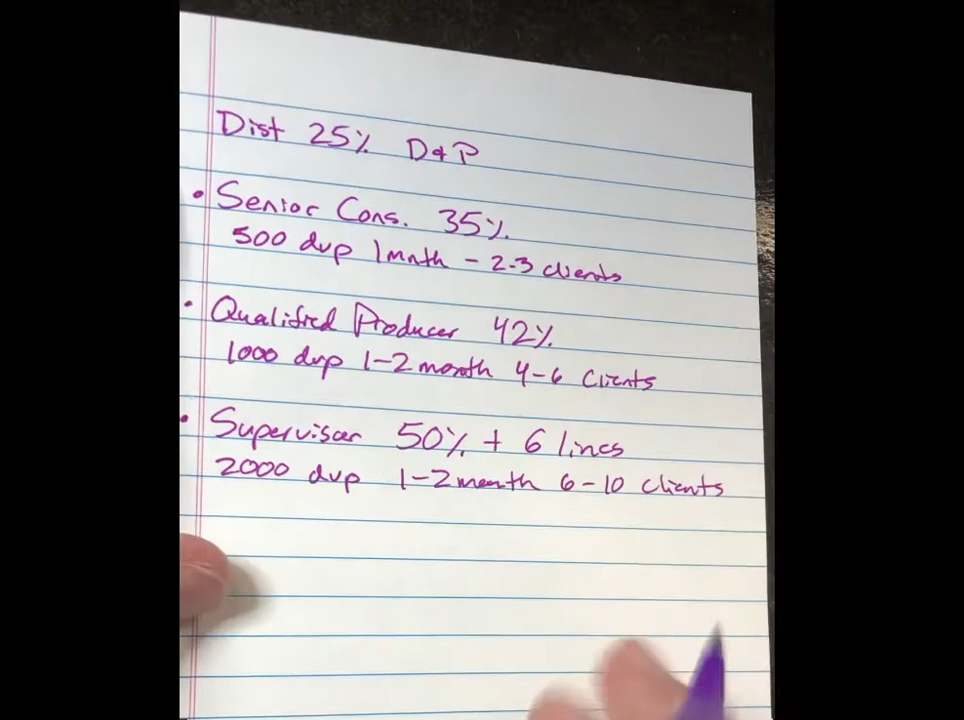 Dist 25% D+P
• Senior Cons. 35%
500 dvp 1mnth - 2-3 clients
• Qualified Producer 42%
1000 dvp 1-2 month 4-6 Clients
• Supervisor 50% + 6 lines
2000 dvp 1-2 month 6-10 clients